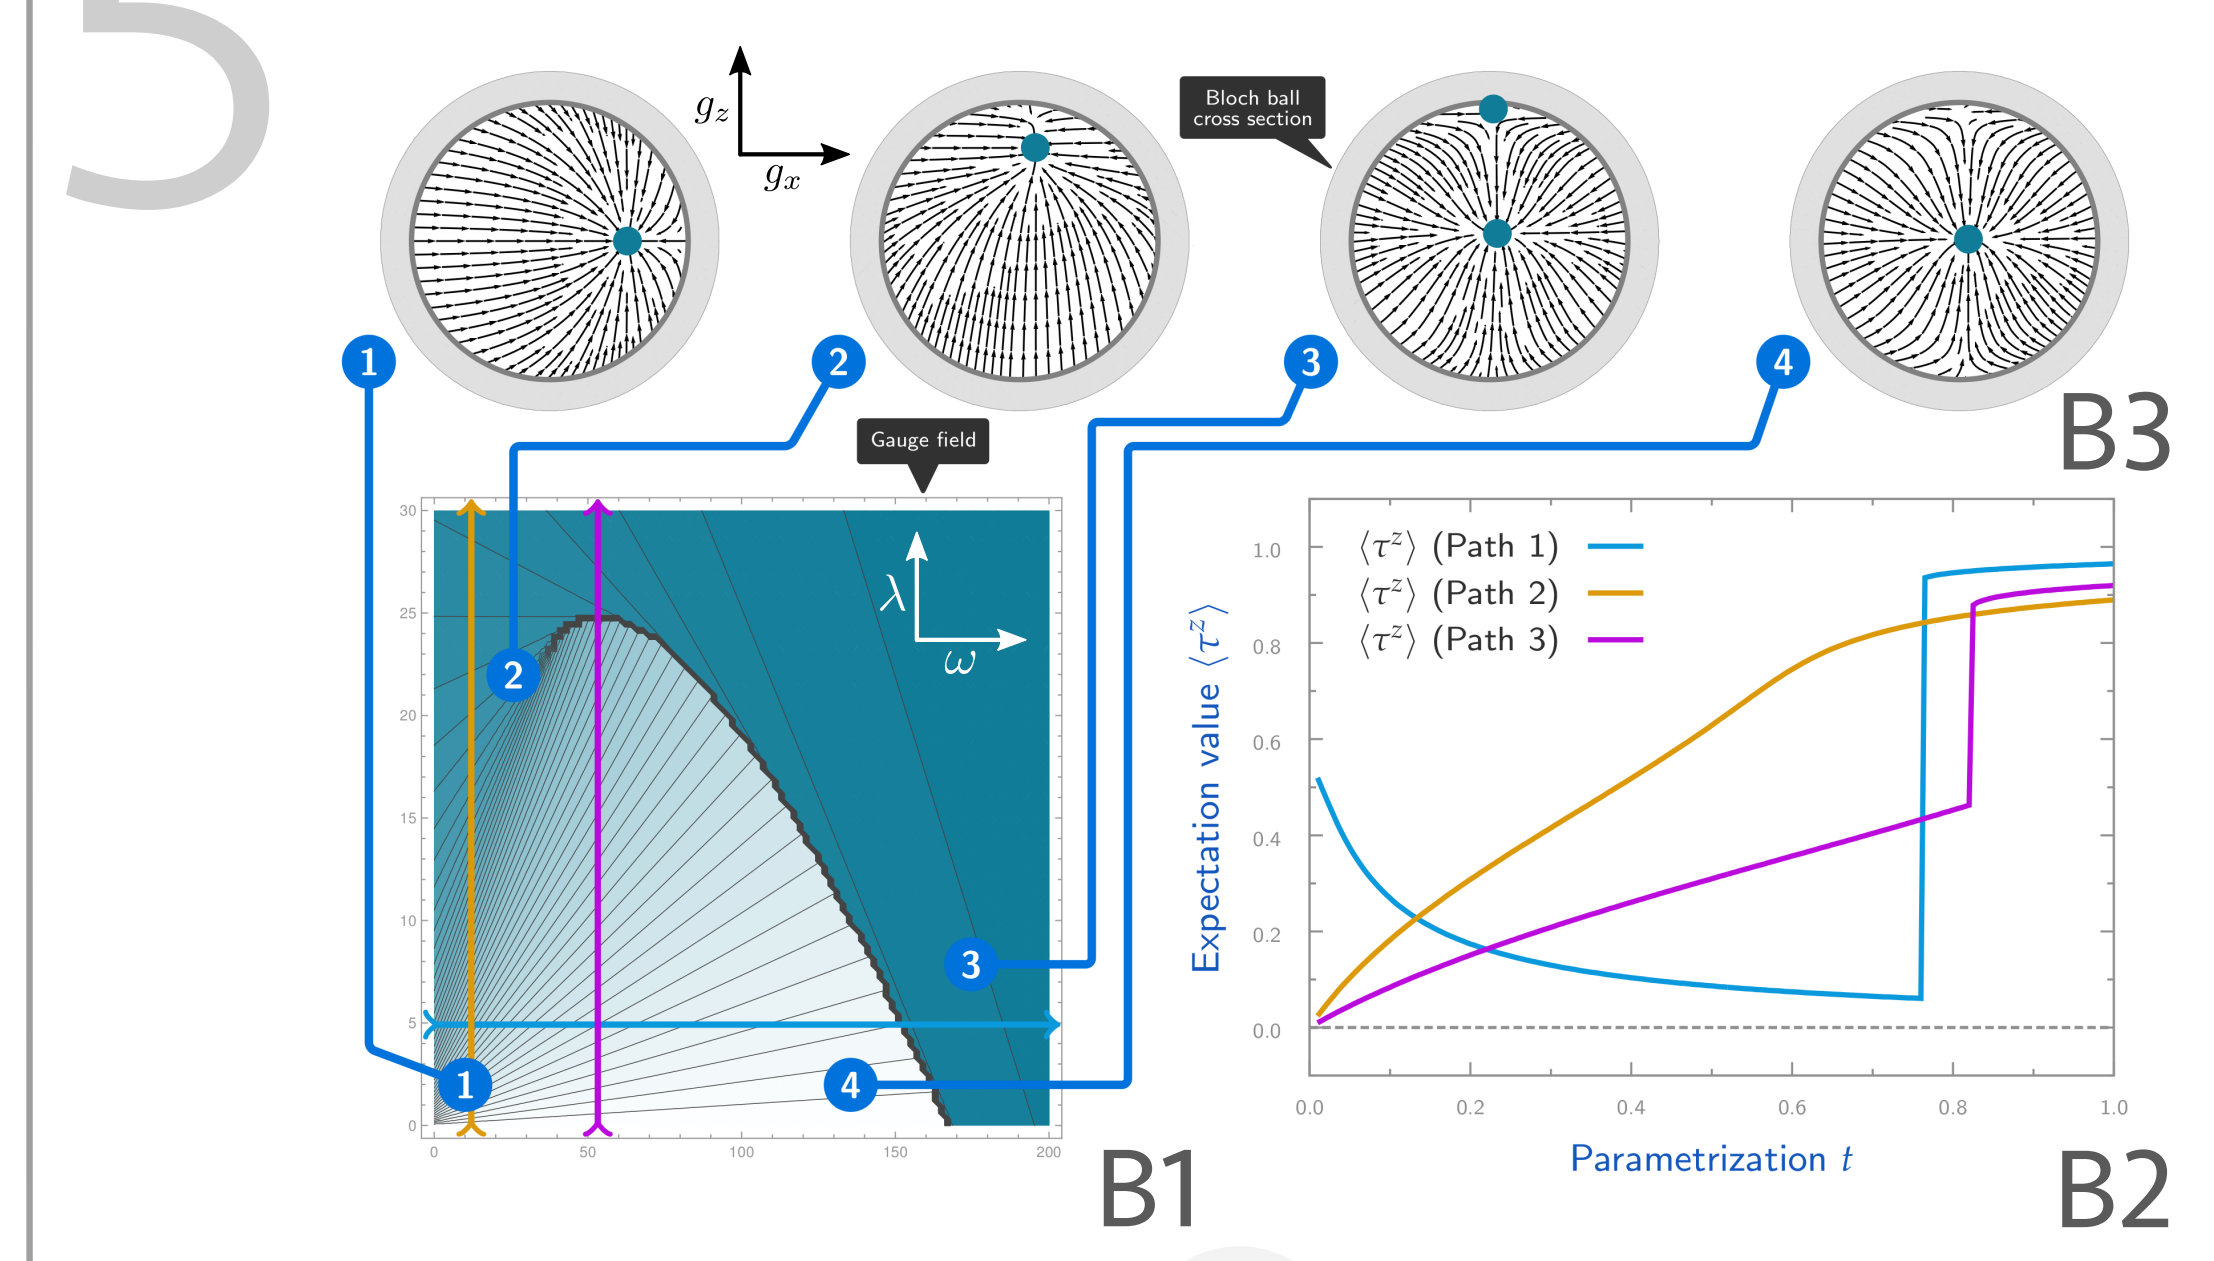 5
g_z
g_x
Bloch ball
cross section
1
2
3
4
B3
Gauge field
30
25
20
15
10
5
0
λ
ω
2
3
1
4
0
50
100
150
200
B1
⟨τ^z⟩ (Path 1)
⟨τ^z⟩ (Path 2)
⟨τ^z⟩ (Path 3)
Expectation value ⟨τ^z⟩
1.0
0.8
0.6
0.4
0.2
0.0
0.0
0.2
0.4
0.6
0.8
1.0
Parametrization t
B2